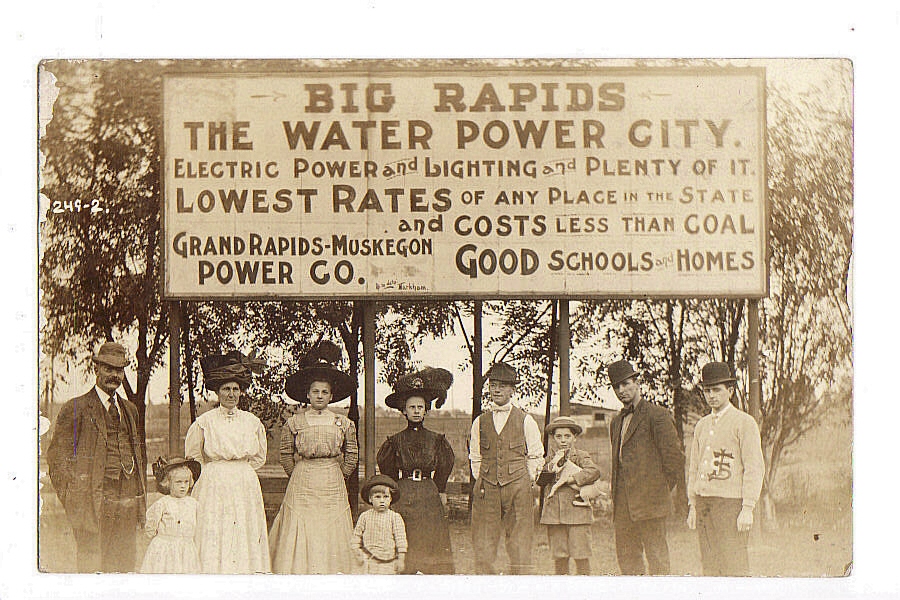 BIG RAPIDS
THE WATER POWER CITY.
ELECTRIC POWER and LIGHTING and PLENTY OF IT.
LOWEST RATES OF ANY PLACE IN THE STATE
and COSTS LESS THAN COAL
GRAND RAPIDS-MUSKEGON
POWER CO.
GOOD SCHOOLS and HOMES
Markham.
249-2.